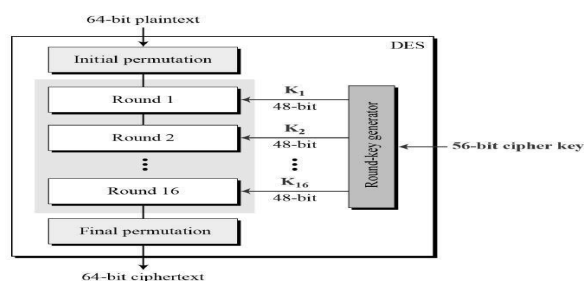 64-bit plaintext
DES
Initial permutation
Round 1
K1
48-bit
Round 2
K2
48-bit
Round-key generator
56-bit cipher key
Round 16
K16
48-bit
Final permutation
64-bit ciphertext